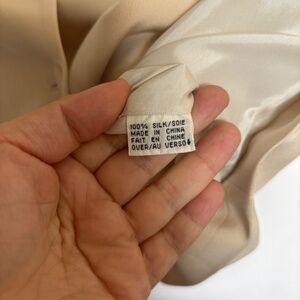 100% SILK/SOIE
MADE IN CHINA
FAIT EN CHINE
OVER/AU VERSO